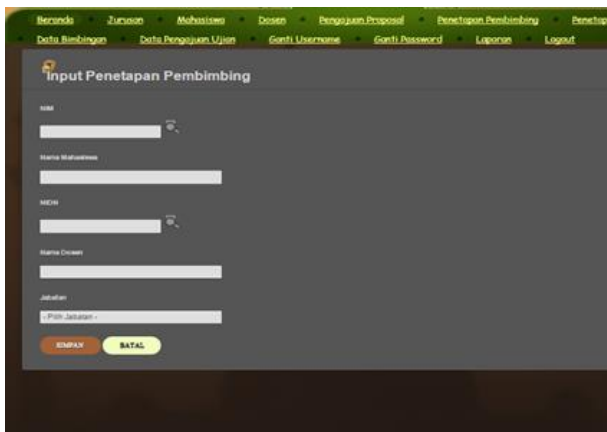 Beranda Jurusan Mahasiswa Dosen Pengajuan Proposal Penetapan Pembimbing Penetap
Data Bimbingan Data Pengajuan Ujian Ganti Username Ganti Password Laporan Logout
Input Penetapan Pembimbing
NIM
Nama Mahasiswa
NIDN
Nama Dosen
Jabatan
- Pilih Jabatan -
SIMPAN BATAL